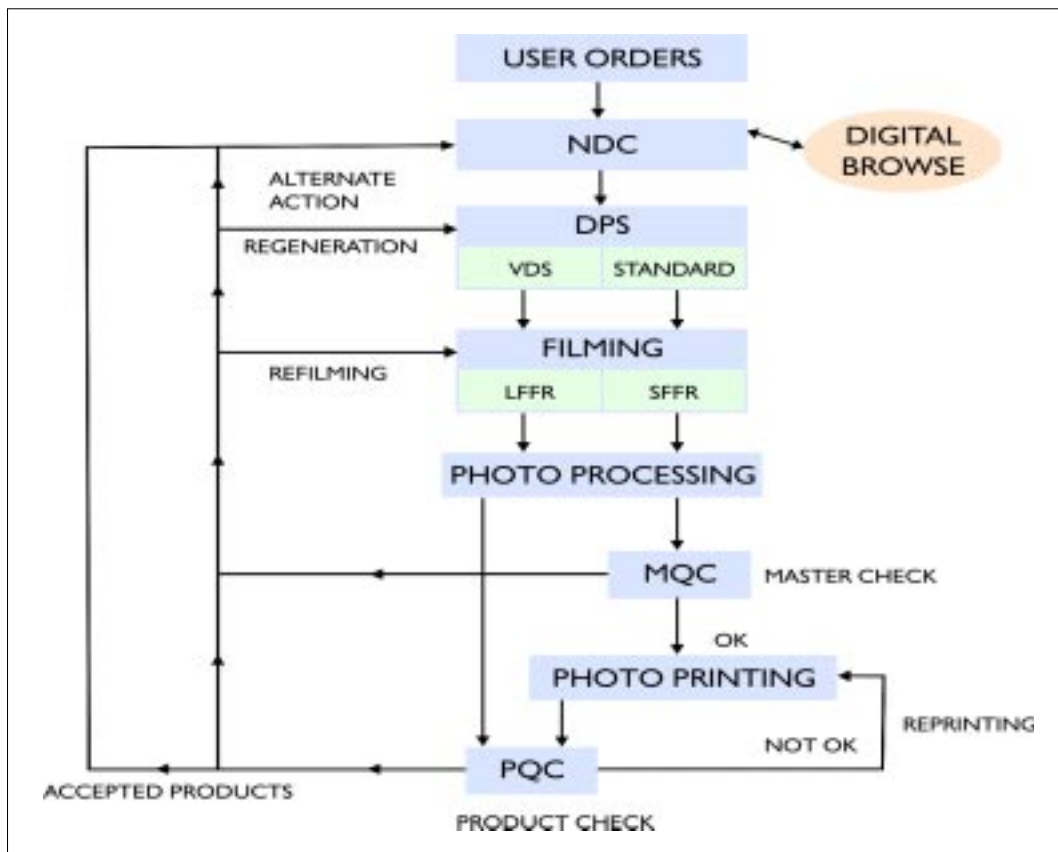 USER ORDERS
NDC
DIGITAL
BROWSE
ALTERNATE
ACTION
DPS
REGENERATION
VDS
STANDARD
FILMING
REFILMING
LFFR
SFFR
PHOTO PROCESSING
MQC
MASTER CHECK
OK
PHOTO PRINTING
REPRINTING
NOT OK
PQC
ACCEPTED PRODUCTS
PRODUCT CHECK